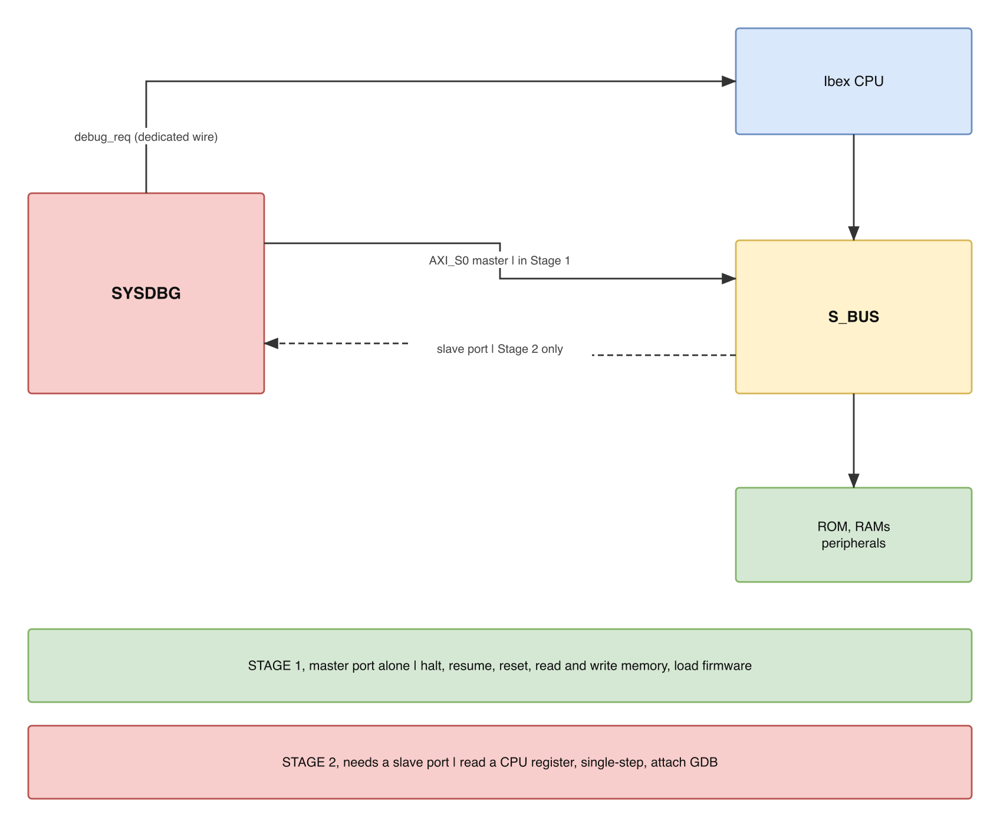 Ibex CPU
debug_req (dedicated wire)
AXI_S0 master | in Stage 1
SYSDBG
S_BUS
slave port | Stage 2 only
ROM, RAMs
peripherals
STAGE 1, master port alone | halt, resume, reset, read and write memory, load firmware
STAGE 2, needs a slave port | read a CPU register, single-step, attach GDB